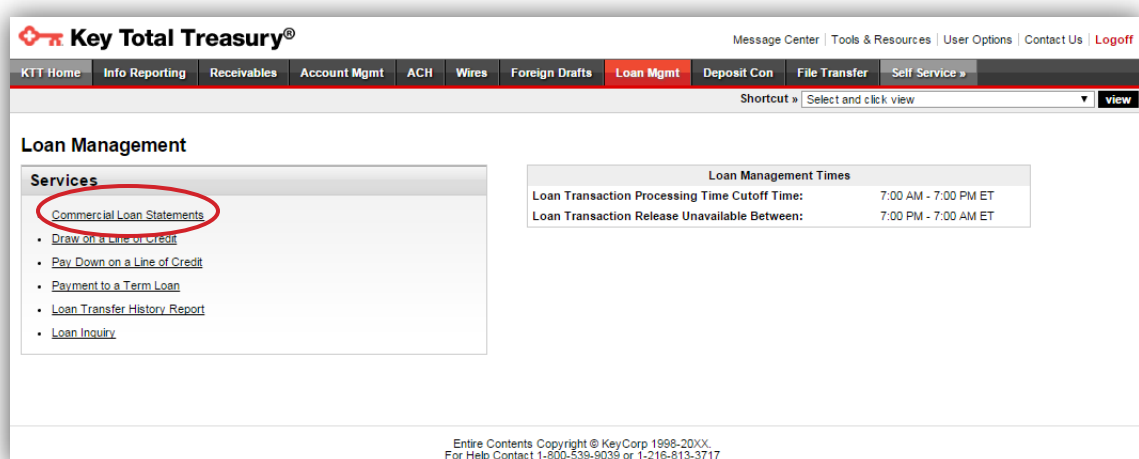 Key Total Treasury®
Message Center | Tools & Resources | User Options | Contact Us | Logoff
KTT Home Info Reporting Receivables Account Mgmt ACH Wires Foreign Drafts Loan Mgmt Deposit Con File Transfer Self Service »
Shortcut » Select and click view ▼ view
Loan Management
Services
Commercial Loan Statements
• Draw on a Line of Credit
• Pay Down on a Line of Credit
• Payment to a Term Loan
• Loan Transfer History Report
• Loan Inquiry
Loan Management Times
Loan Transaction Processing Time Cutoff Time: 7:00 AM - 7:00 PM ET
Loan Transaction Release Unavailable Between: 7:00 PM - 7:00 AM ET
Entire Contents Copyright © KeyCorp 1998-20XX.
For Help Contact 1-800-539-9039 or 1-216-813-3717